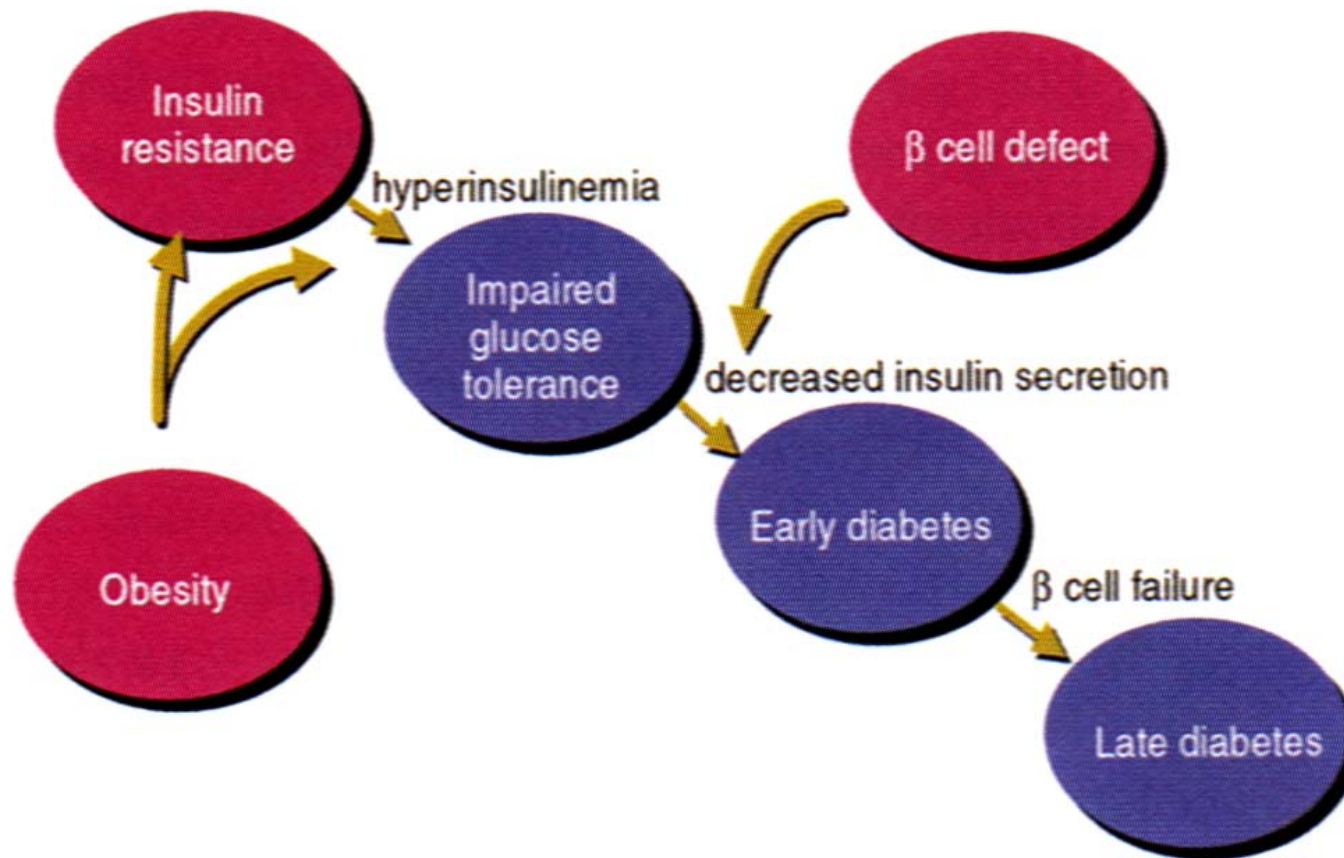 Insulin
resistance
β cell defect
hyperinsulinemia
Impaired
glucose
tolerance
decreased insulin secretion
Early diabetes
Obesity
β cell failure
Late diabetes